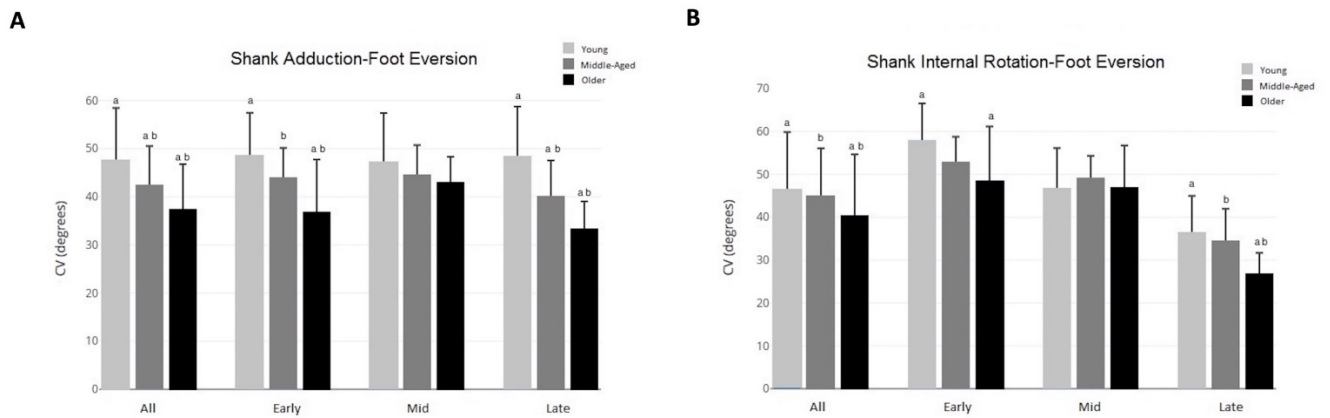 A
Shank Adduction-Foot Eversion
Young
Middle-Aged
Older
CV (degrees)
60
50
40
30
20
10
0
a
a b
a b
a
b
a b
a
a b
a b
All
Early
Mid
Late
B
Shank Internal Rotation-Foot Eversion
Young
Middle-Aged
Older
CV (degrees)
70
60
50
40
30
20
10
0
a
b
a b
a
a
a
b
a b
All
Early
Mid
Late